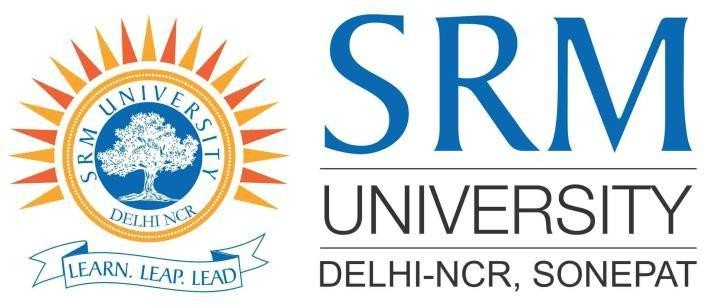 SRM UNIVERSITY
DELHI NCR
LEARN. LEAP. LEAD
SRM
UNIVERSITY
DELHI-NCR, SONEPAT